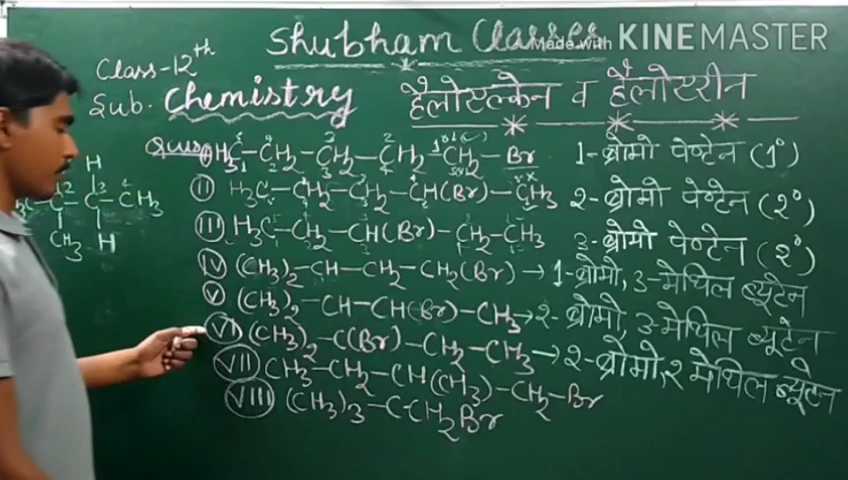 Shubham Classes
Made with KINEMASTER
Class-12th
Sub. Chemistry
हैलोएल्केन व हैलोएरीन
(I) H3C-CH2-CH2-CH2-CH2-Br 1-ब्रोमो पेण्टेन (1°)
(II) H3C-CH2-CH2-CH(Br)-CH3 2-ब्रोमो पेण्टेन (2°)
(III) H3C-CH2-CH(Br)-CH2-CH3 3-ब्रोमो पेण्टेन (2°)
(IV) (CH3)2-CH-CH2-CH2(Br) → 1-ब्रोमो, 3-मेथिल ब्यूटेन
(V) (CH3)2-CH-CH(Br)-CH3 → 2-ब्रोमो, 3-मेथिल ब्यूटेन
(VI) (CH3)2-C(Br)-CH2-CH3 → 2-ब्रोमो, 2 मेथिल ब्यूटेन
(VII) CH3-CH2-CH(CH3)-CH2-Br
(VIII) (CH3)3-C-CH2Br
H
C-C-CH3
CH3 H